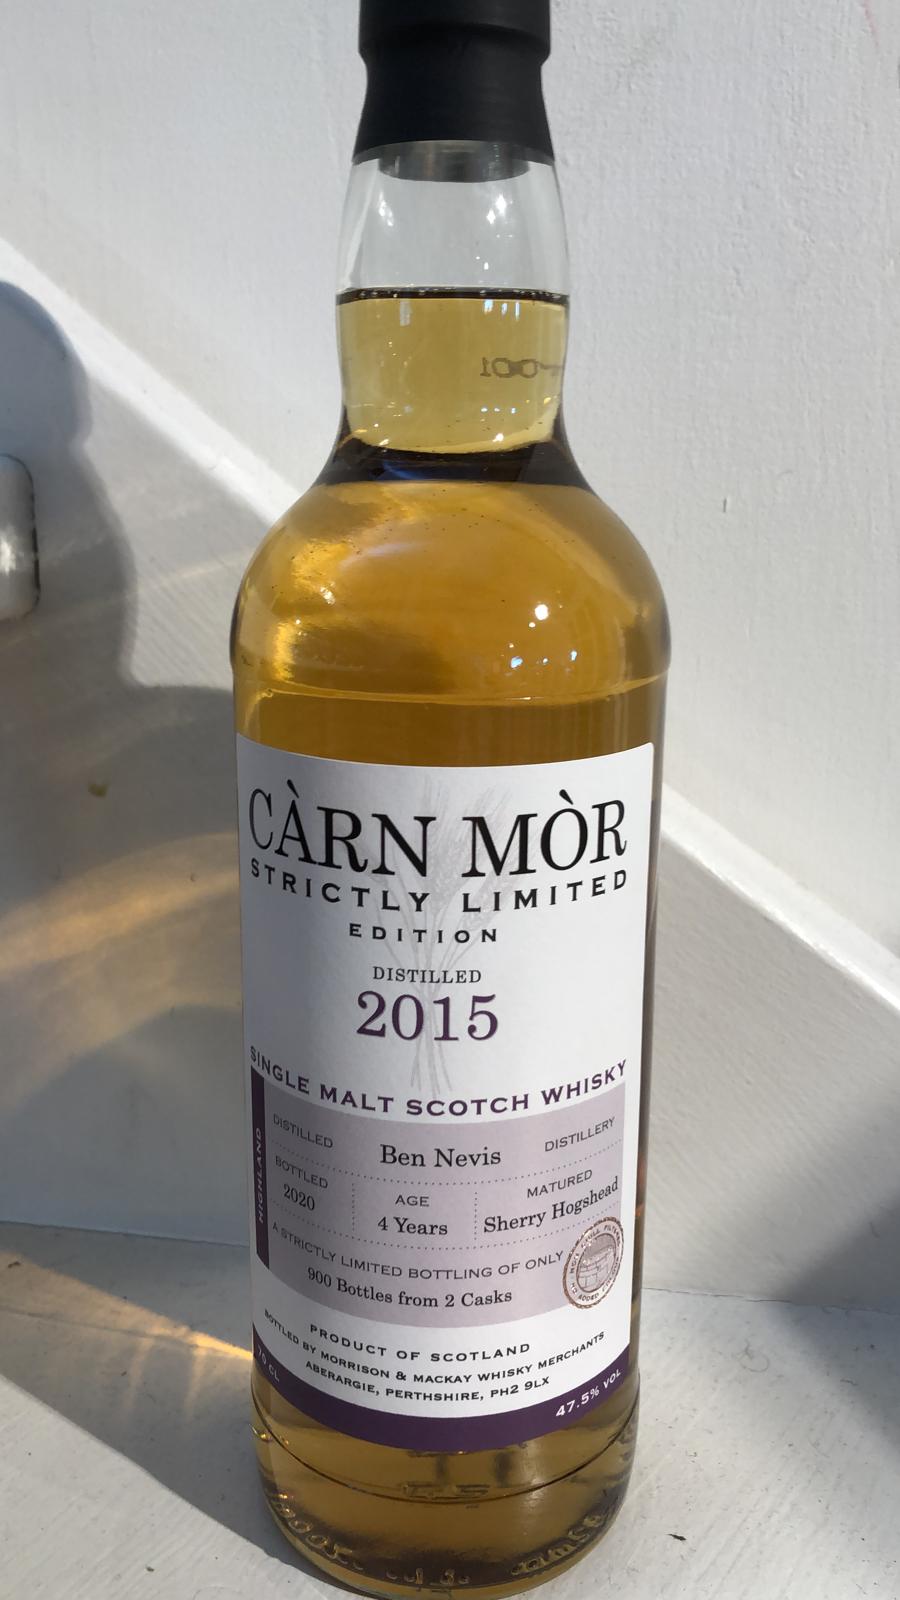 CÀRN MÒR
STRICTLY LIMITED
EDITION
DISTILLED
2015
SINGLE MALT SCOTCH WHISKY
HIGHLAND
DISTILLED Ben Nevis DISTILLERY
BOTTLED 2020
AGE 4 Years
MATURED Sherry Hogshead
A STRICTLY LIMITED BOTTLING OF ONLY
900 Bottles from 2 Casks
PRODUCT OF SCOTLAND
BOTTLED BY MORRISON & MACKAY WHISKY MERCHANTS
ABERARGIE, PERTHSHIRE, PH2 9LX
70 CL
47.5% VOL